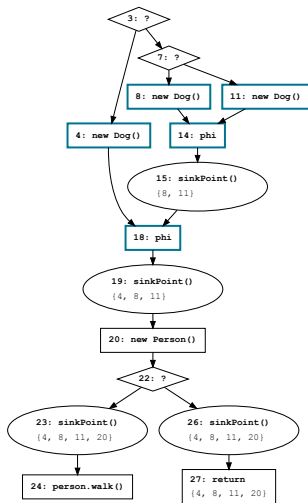 3: ?
7: ?
8: new Dog()
11: new Dog()
4: new Dog()
14: phi
15: sinkPoint()
{8, 11}
18: phi
19: sinkPoint()
{4, 8, 11}
20: new Person()
22: ?
23: sinkPoint()
{4, 8, 11, 20}
26: sinkPoint()
{4, 8, 11, 20}
24: person.walk()
27: return
{4, 8, 11, 20}